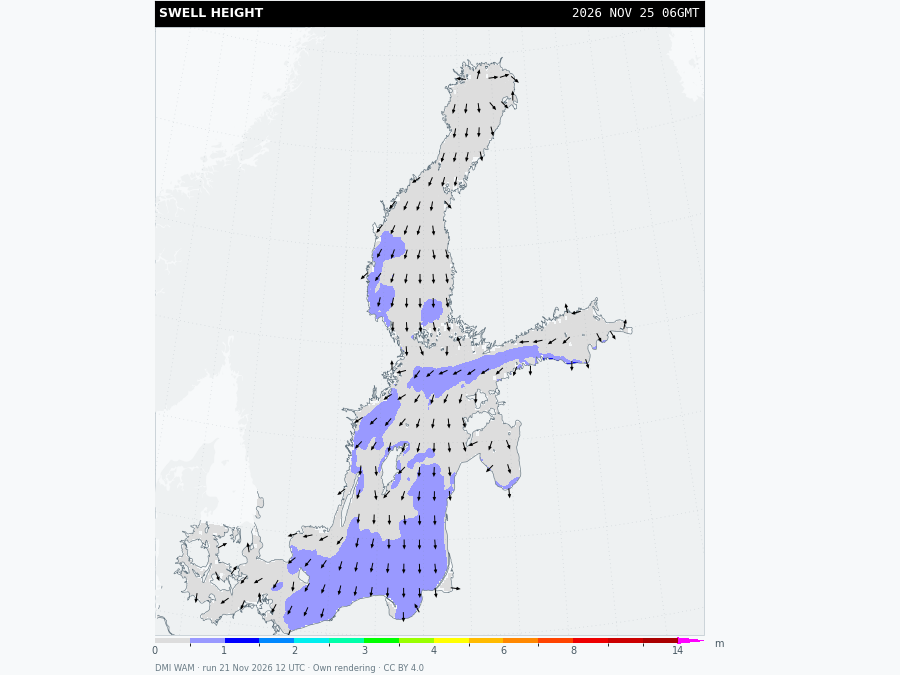 SWELL HEIGHT
2026 NOV 25 06GMT
0 1 2 3 4 6 8 14 m
DMI WAM · run 21 Nov 2026 12 UTC · Own rendering · CC BY 4.0